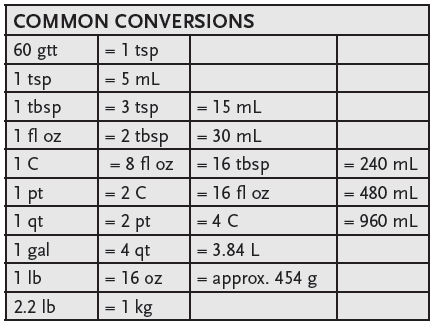 COMMON CONVERSIONS
60 gtt = 1 tsp
1 tsp = 5 mL
1 tbsp = 3 tsp = 15 mL
1 fl oz = 2 tbsp = 30 mL
1 C = 8 fl oz = 16 tbsp = 240 mL
1 pt = 2 C = 16 fl oz = 480 mL
1 qt = 2 pt = 4 C = 960 mL
1 gal = 4 qt = 3.84 L
1 lb = 16 oz = approx. 454 g
2.2 lb = 1 kg